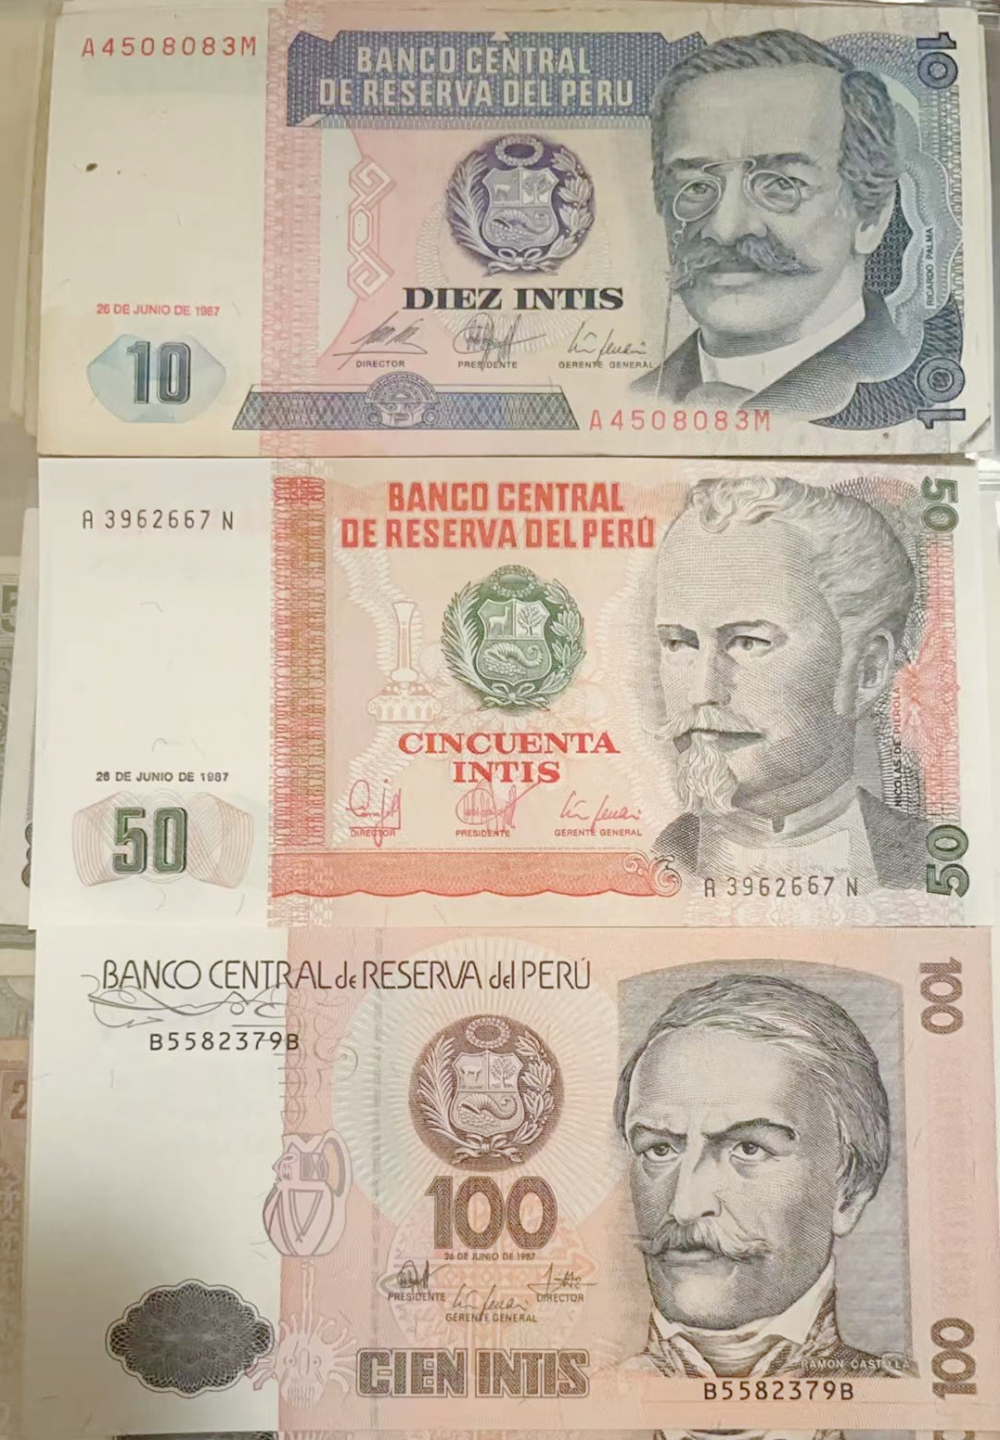 A4508083M
BANCO CENTRAL
DE RESERVA DEL PERU
10
DIEZ INTIS
RICARDO PALMA
26 DE JUNIO DE 1987
10
DIRECTOR
PRESIDENTE
GERENTE GENERAL
A4508083M
10
A 3962667 N
BANCO CENTRAL
DE RESERVA DEL PERÚ
50
CINCUENTA
INTIS
NICOLAS DE PIEROLA
26 DE JUNIO DE 1987
50
DIRECTOR
PRESIDENTE
GERENTE GENERAL
A 3962667 N
50
BANCO CENTRAL de RESERVA del PERÚ
B5582379B
100
100
26 DE JUNIO DE 1987
PRESIDENTE
GERENTE GENERAL
DIRECTOR
CIEN INTIS
RAMON CASTILLA
B5582379B
100